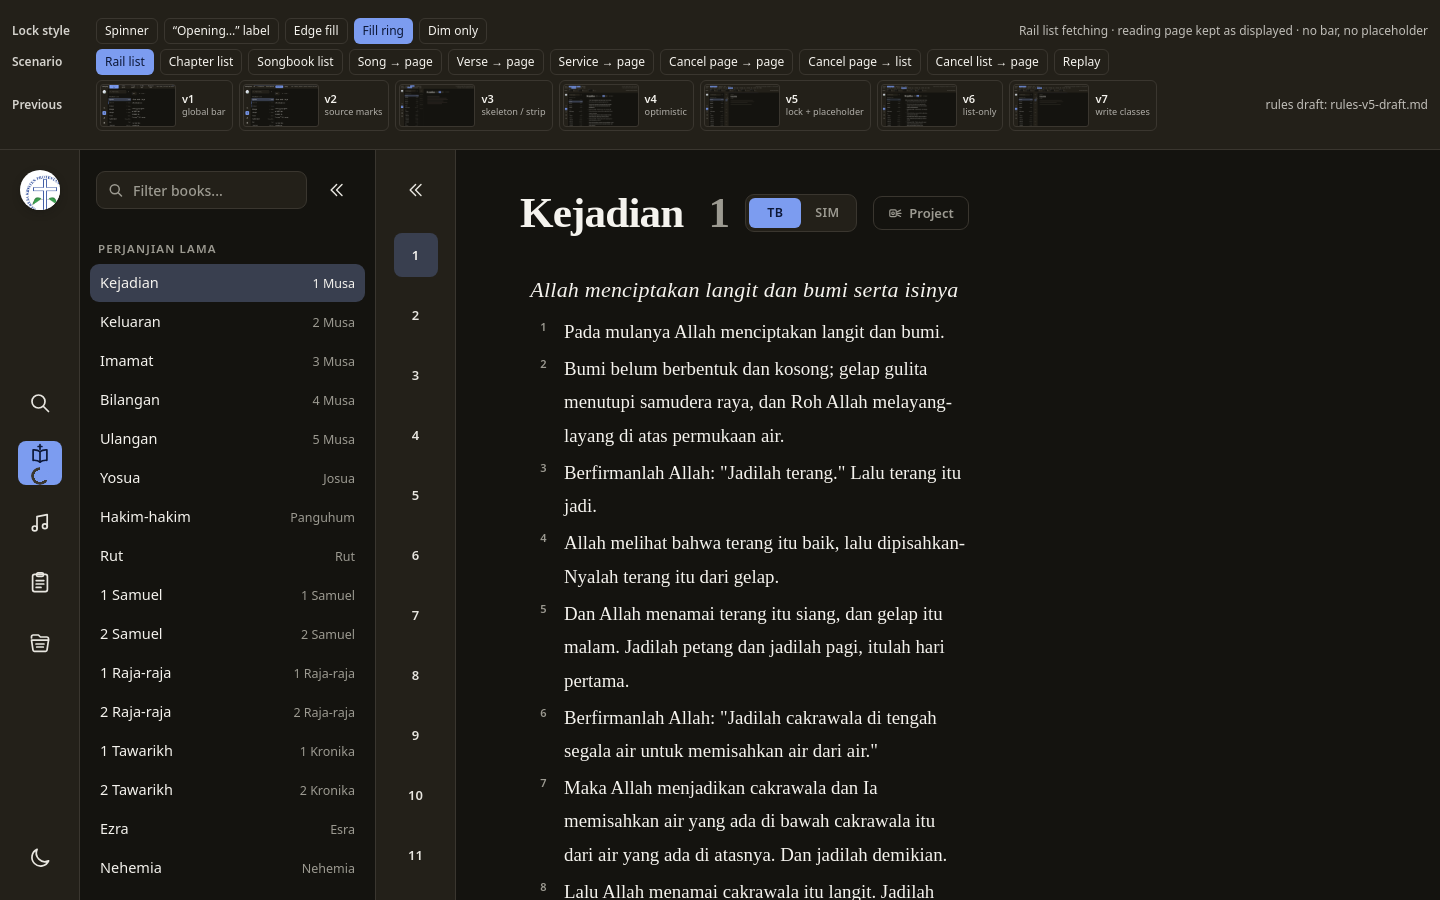 Lock style
Spinner
“Opening…” label
Edge fill
Fill ring
Dim only
Rail list fetching · reading page kept as displayed · no bar, no placeholder
Scenario
Rail list
Chapter list
Songbook list
Song → page
Verse → page
Service → page
Cancel page → page
Cancel page → list
Cancel list → page
Replay
Previous
v1
global bar
v2
source marks
v3
skeleton / strip
v4
optimistic
v5
lock + placeholder
v6
list-only
v7
write classes
rules draft: rules-v5-draft.md
Filter books...
PERJANJIAN LAMA
Kejadian 1 Musa
Keluaran 2 Musa
Imamat 3 Musa
Bilangan 4 Musa
Ulangan 5 Musa
Yosua Josua
Hakim-hakim Panguhum
Rut Rut
1 Samuel 1 Samuel
2 Samuel 2 Samuel
1 Raja-raja 1 Raja-raja
2 Raja-raja 2 Raja-raja
1 Tawarikh 1 Kronika
2 Tawarikh 2 Kronika
Ezra Esra
Nehemia Nehemia
1
2
3
4
5
6
7
8
9
10
11
Kejadian 1
TB SIM
Project
Allah menciptakan langit dan bumi serta isinya
1 Pada mulanya Allah menciptakan langit dan bumi.
2 Bumi belum berbentuk dan kosong; gelap gulita
menutupi samudera raya, dan Roh Allah melayang-
layang di atas permukaan air.
3 Berfirmanlah Allah: "Jadilah terang." Lalu terang itu
jadi.
4 Allah melihat bahwa terang itu baik, lalu dipisahkan-
Nyalah terang itu dari gelap.
5 Dan Allah menamai terang itu siang, dan gelap itu
malam. Jadilah petang dan jadilah pagi, itulah hari
pertama.
6 Berfirmanlah Allah: "Jadilah cakrawala di tengah
segala air untuk memisahkan air dari air."
7 Maka Allah menjadikan cakrawala dan Ia
memisahkan air yang ada di bawah cakrawala itu
dari air yang ada di atasnya. Dan jadilah demikian.
8 Lalu Allah menamai cakrawala itu langit. Jadilah